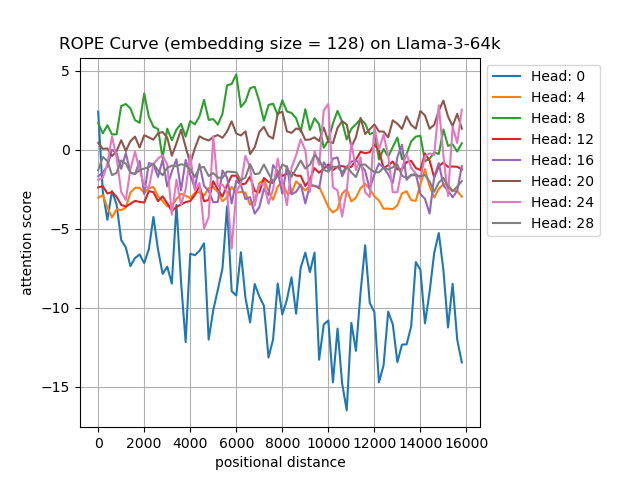 ROPE Curve (embedding size = 128) on Llama-3-64k
5
0
−5
−10
−15
attention score
0 2000 4000 6000 8000 10000 12000 14000 16000
positional distance
Head: 0
Head: 4
Head: 8
Head: 12
Head: 16
Head: 20
Head: 24
Head: 28